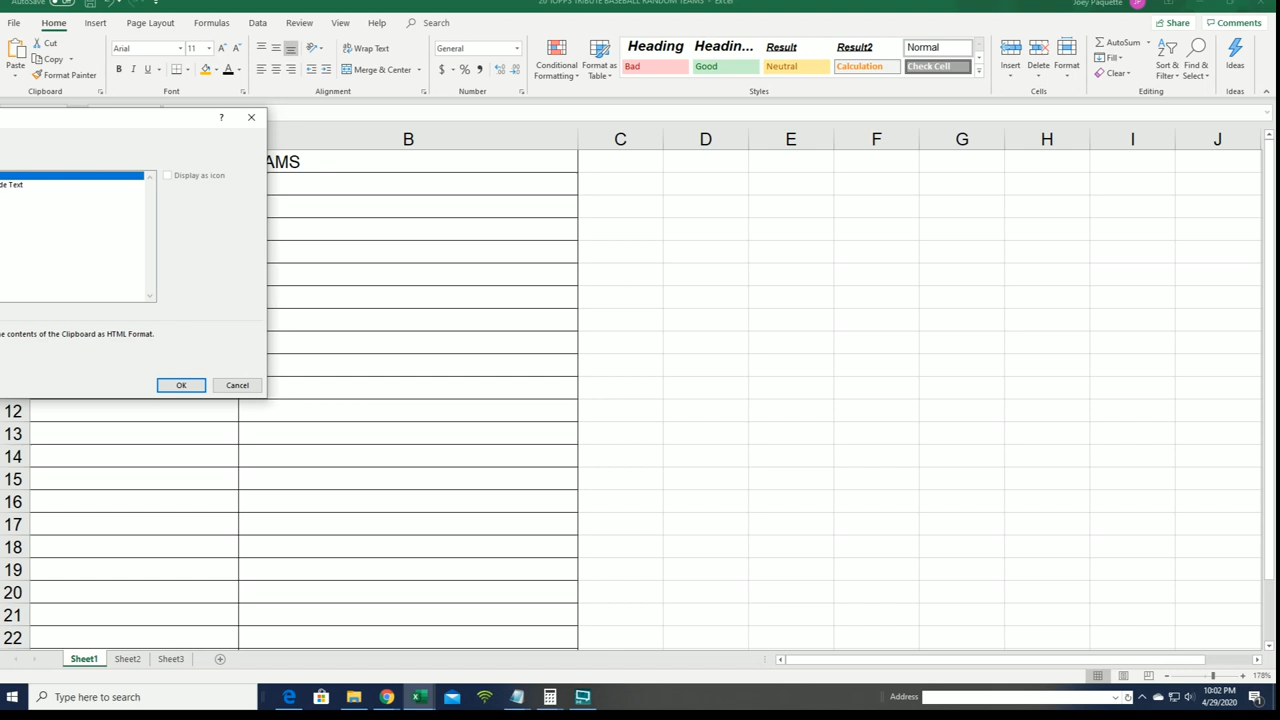 AutoSave Off 20 TOPPS TRIBUTE BASEBALL RANDOM TEAMS - Excel Joey Paquette JP
File Home Insert Page Layout Formulas Data Review View Help Search Share Comments
Cut Arial 11 A A Wrap Text General Heading Headin... Result Result2 Normal AutoSum
Copy Bad Good Neutral Calculation Check Cell Fill
Paste Format Painter B I U A Merge & Center $ % , Conditional Formatting Format as Table Insert Delete Format Clear Sort & Filter Find & Select Ideas
Clipboard Font Alignment Number Styles Cells Editing Ideas
? ×
B C D E F G H I J
AMS
Display as icon
de Text
e contents of the Clipboard as HTML Format.
OK Cancel
12
13
14
15
16
17
18
19
20
21
22
Sheet1 Sheet2 Sheet3
178%
Type here to search Address 10:02 PM
4/29/2020